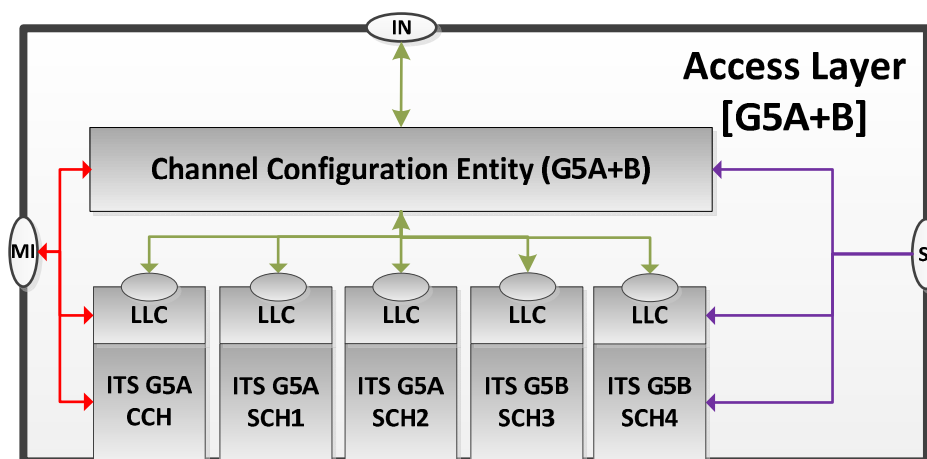 IN
Access Layer
[G5A+B]
Channel Configuration Entity (G5A+B)
MI
S
LLC
LLC
LLC
LLC
LLC
ITS G5A
CCH
ITS G5A
SCH1
ITS G5A
SCH2
ITS G5B
SCH3
ITS G5B
SCH4